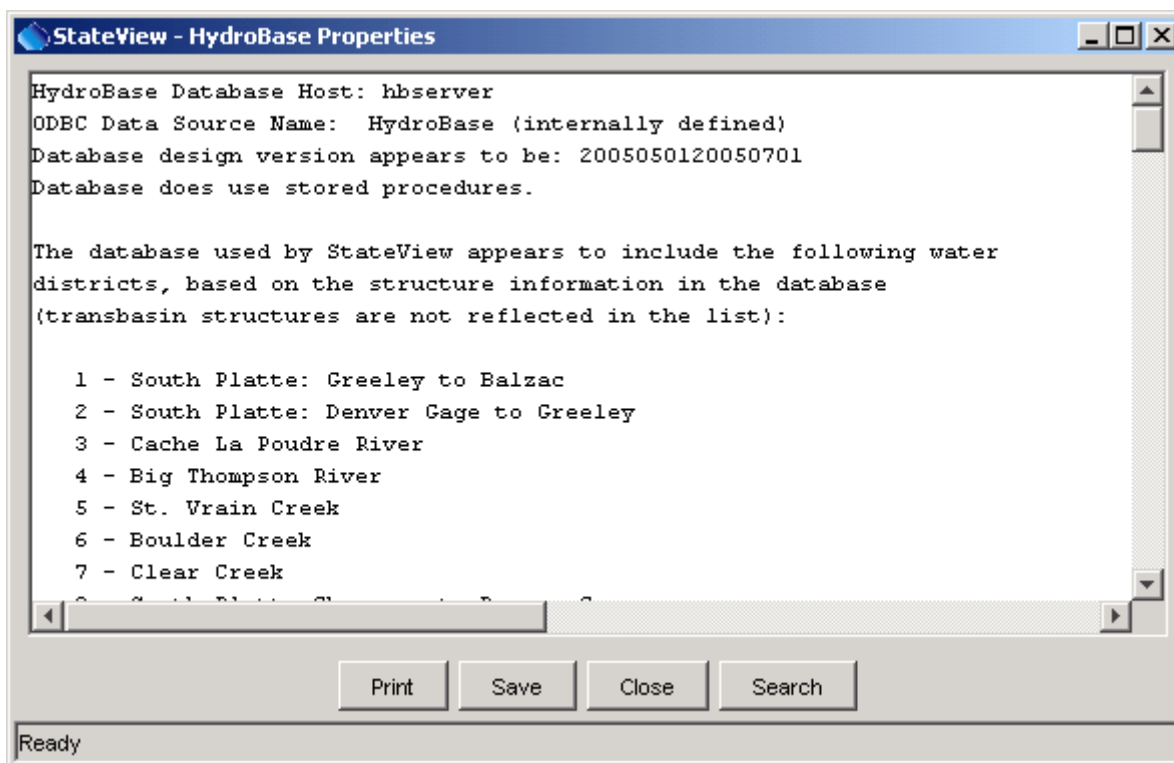 StateView - HydroBase Properties
HydroBase Database Host: hbserver
ODBC Data Source Name:  HydroBase (internally defined)
Database design version appears to be: 2005050120050701
Database does use stored procedures.
The database used by StateView appears to include the following water
districts, based on the structure information in the database
(transbasin structures are not reflected in the list):
1 - South Platte: Greeley to Balzac
2 - South Platte: Denver Gage to Greeley
3 - Cache La Poudre River
4 - Big Thompson River
5 - St. Vrain Creek
6 - Boulder Creek
7 - Clear Creek
Print Save Close Search
Ready